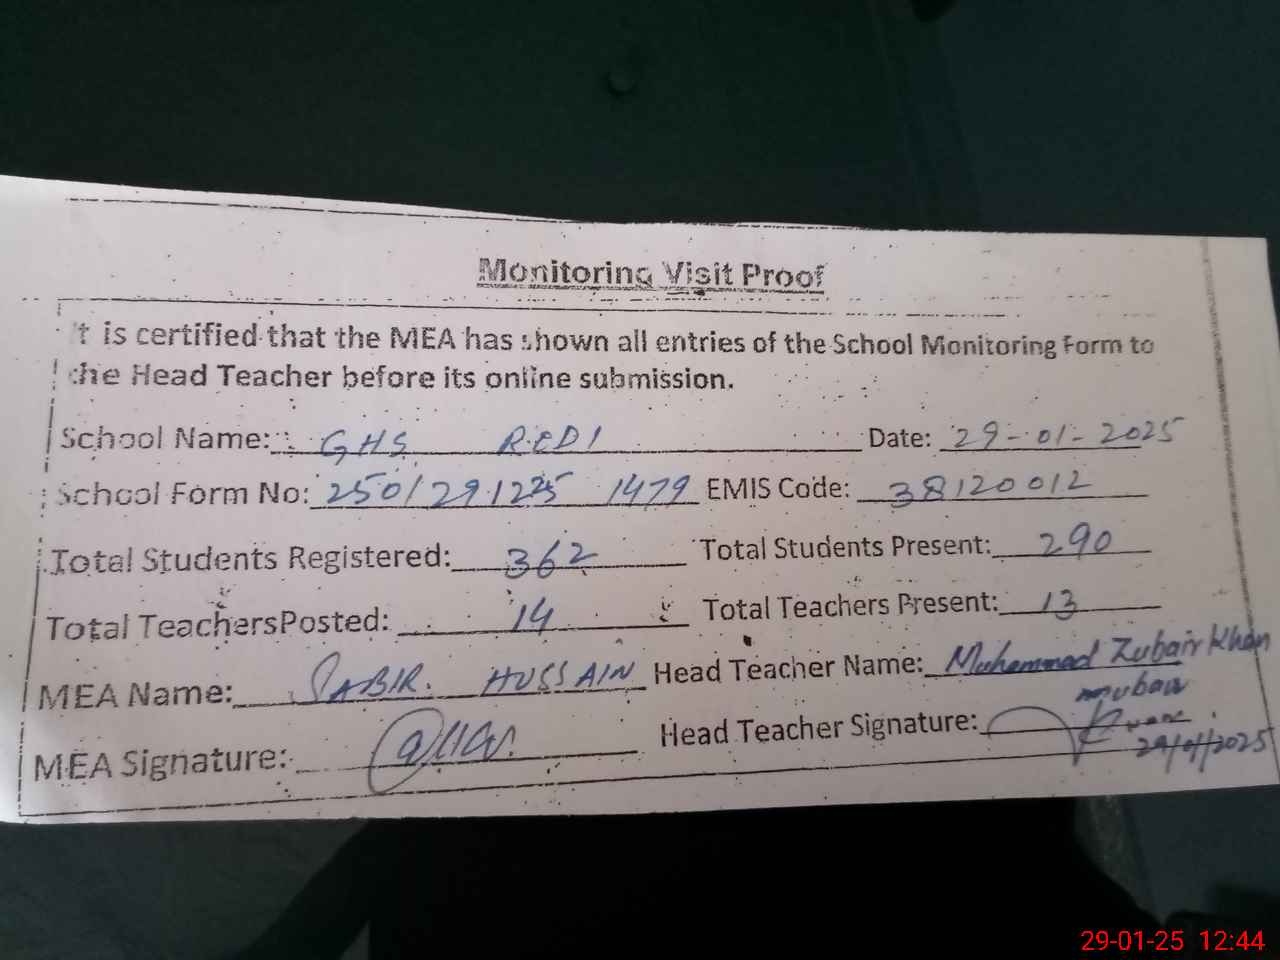 Monitoring Visit Proof
It is certified that the MEA has shown all entries of the School Monitoring Form to
the Head Teacher before its online submission.
School Name: GHS REDI Date: 29-01-2025
School Form No: 1479 EMIS Code: 38120012
Total Students Registered: 362 Total Students Present: 290
Total Teachers Posted: 14 Total Teachers Present: 13
MEA Name: SABIR HUSSAIN Head Teacher Name: Muhammad Zubair Khan
MEA Signature: Head Teacher Signature:
29/01/2025
29-01-25 12:44